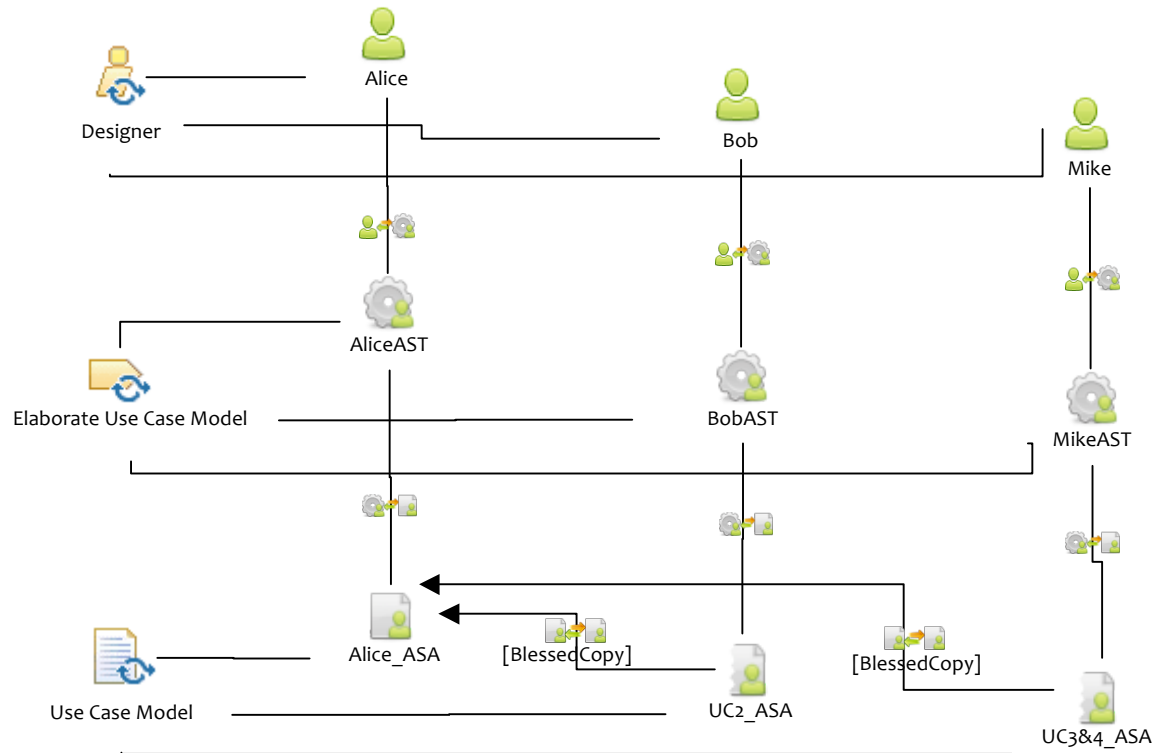 Alice
Designer
Bob
Mike
AliceAST
Elaborate Use Case Model
BobAST
MikeAST
Alice_ASA
[BlessedCopy]
[BlessedCopy]
Use Case Model
UC2_ASA
UC3&4_ASA